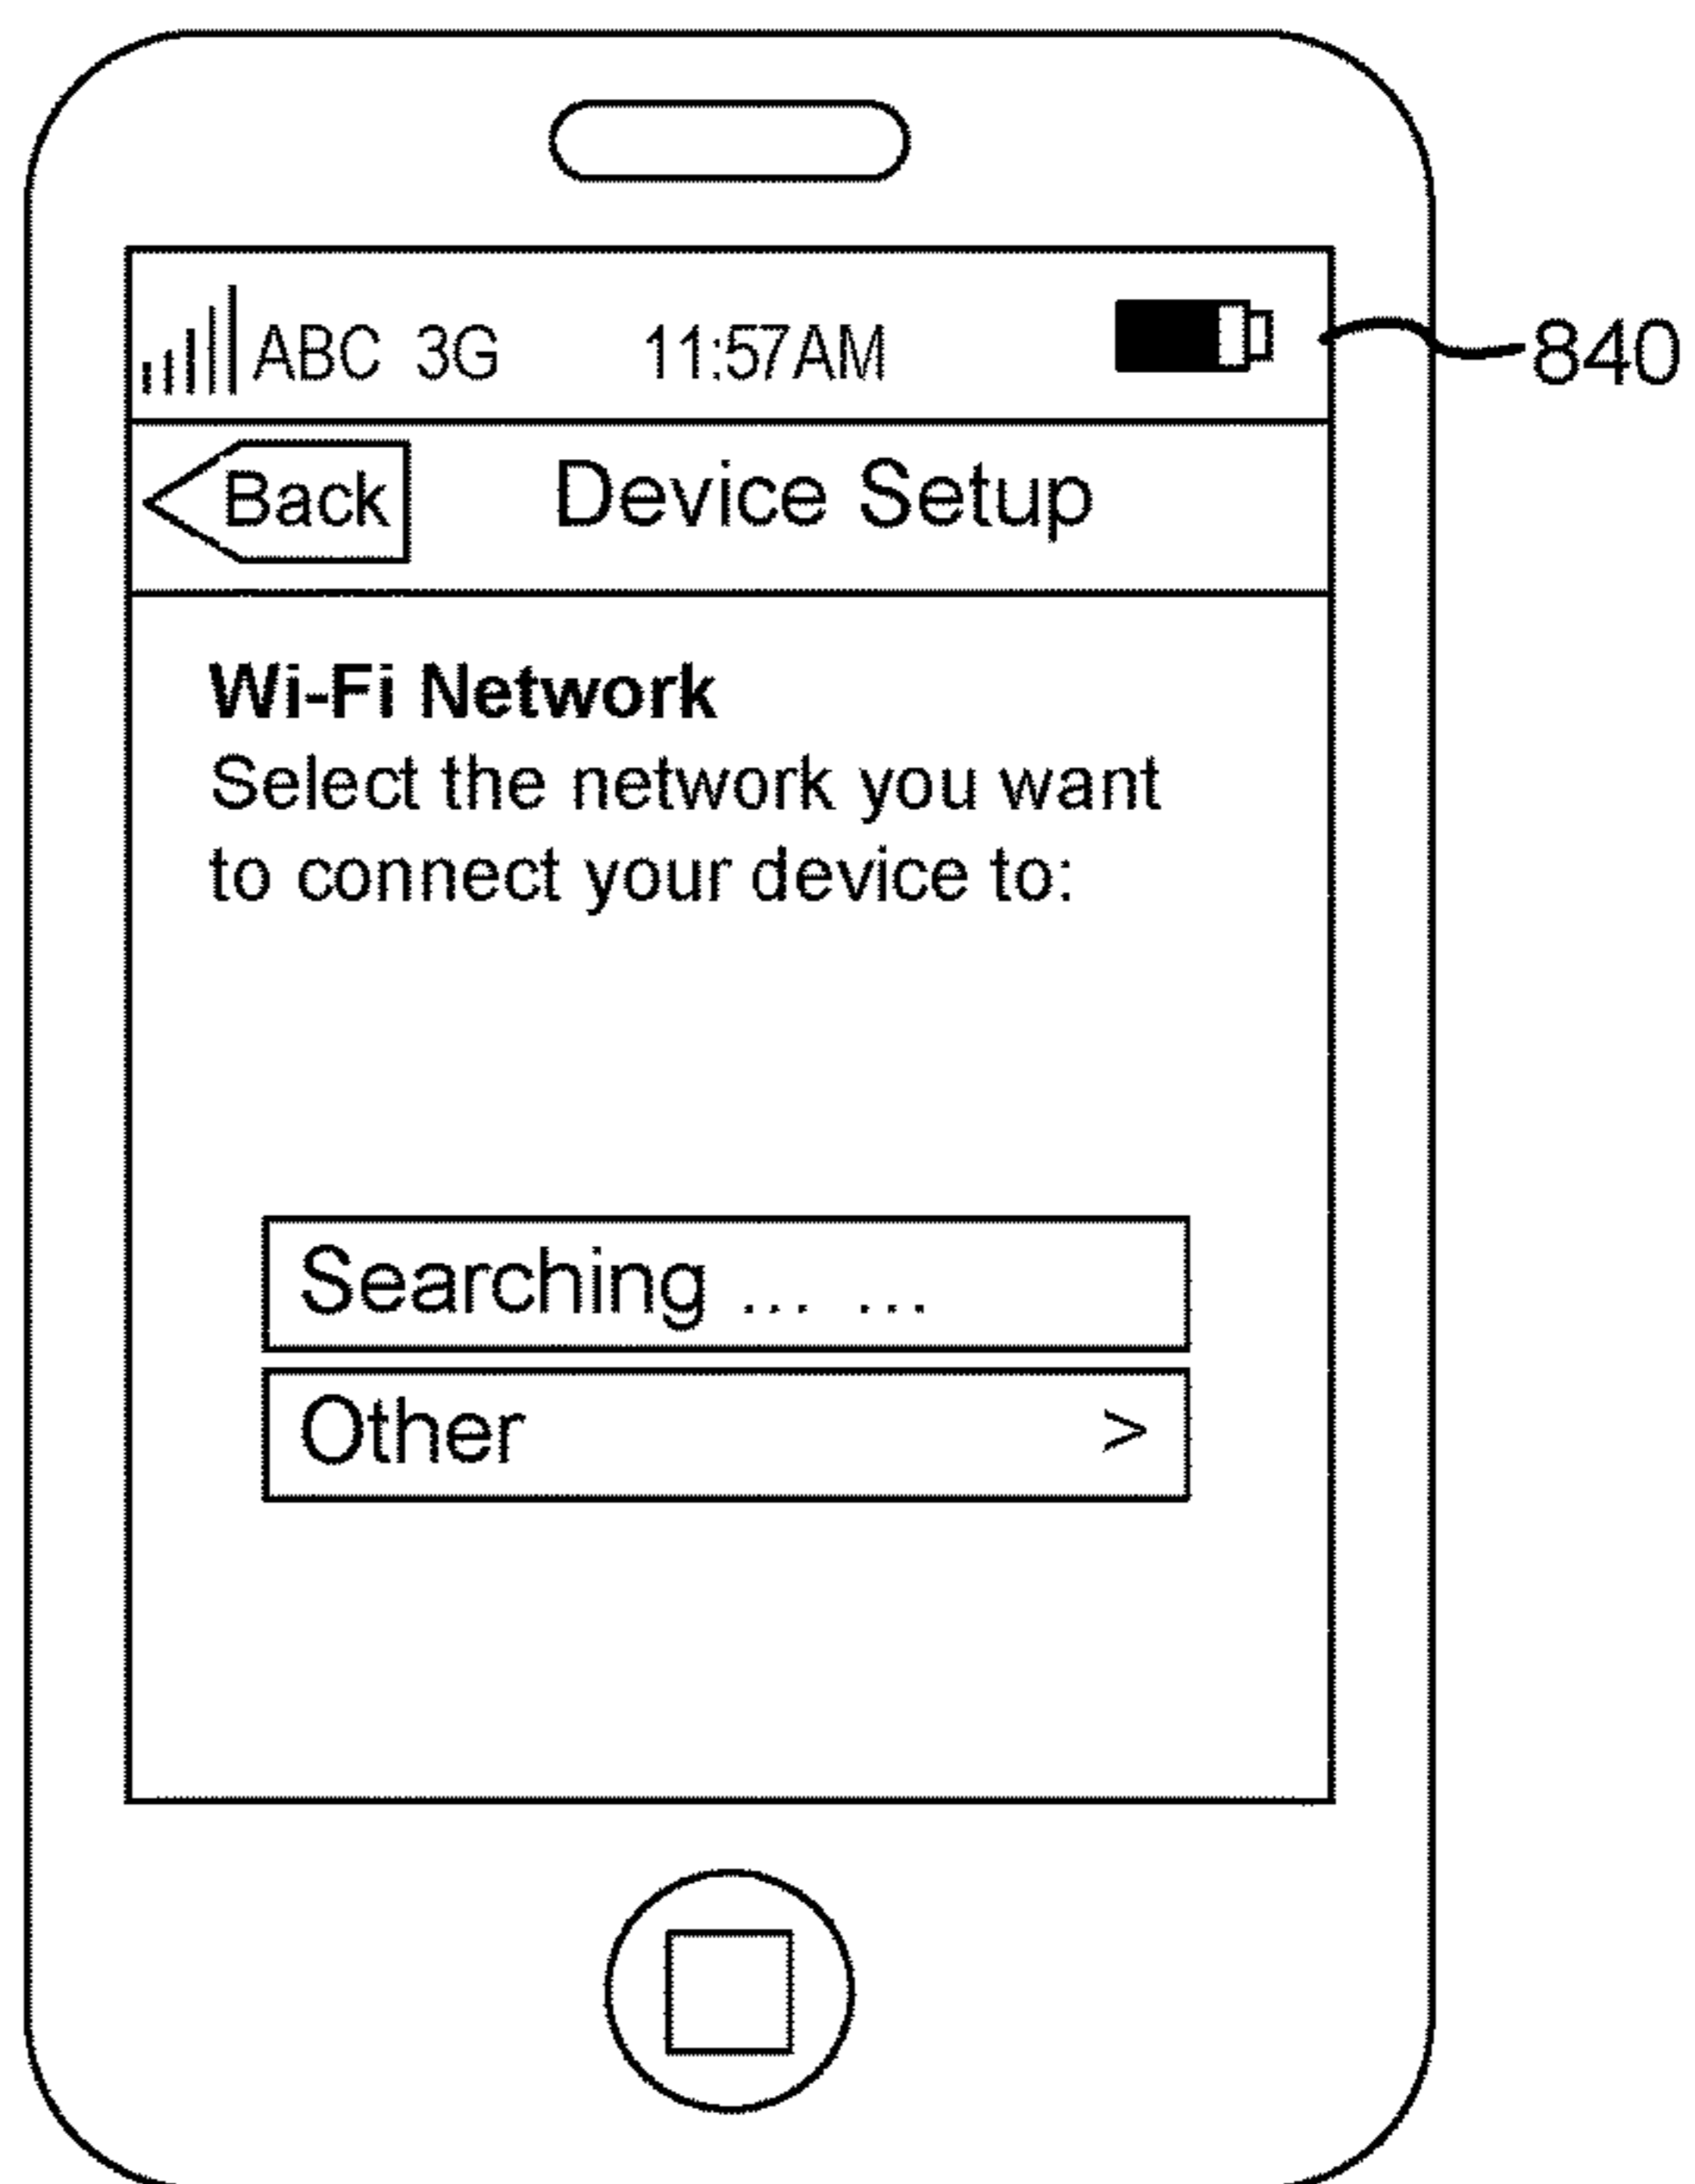 ABC 3G 11:57AM
840
Back Device Setup
Wi-Fi Network
Select the network you want
to connect your device to:
Searching ... ...
Other >